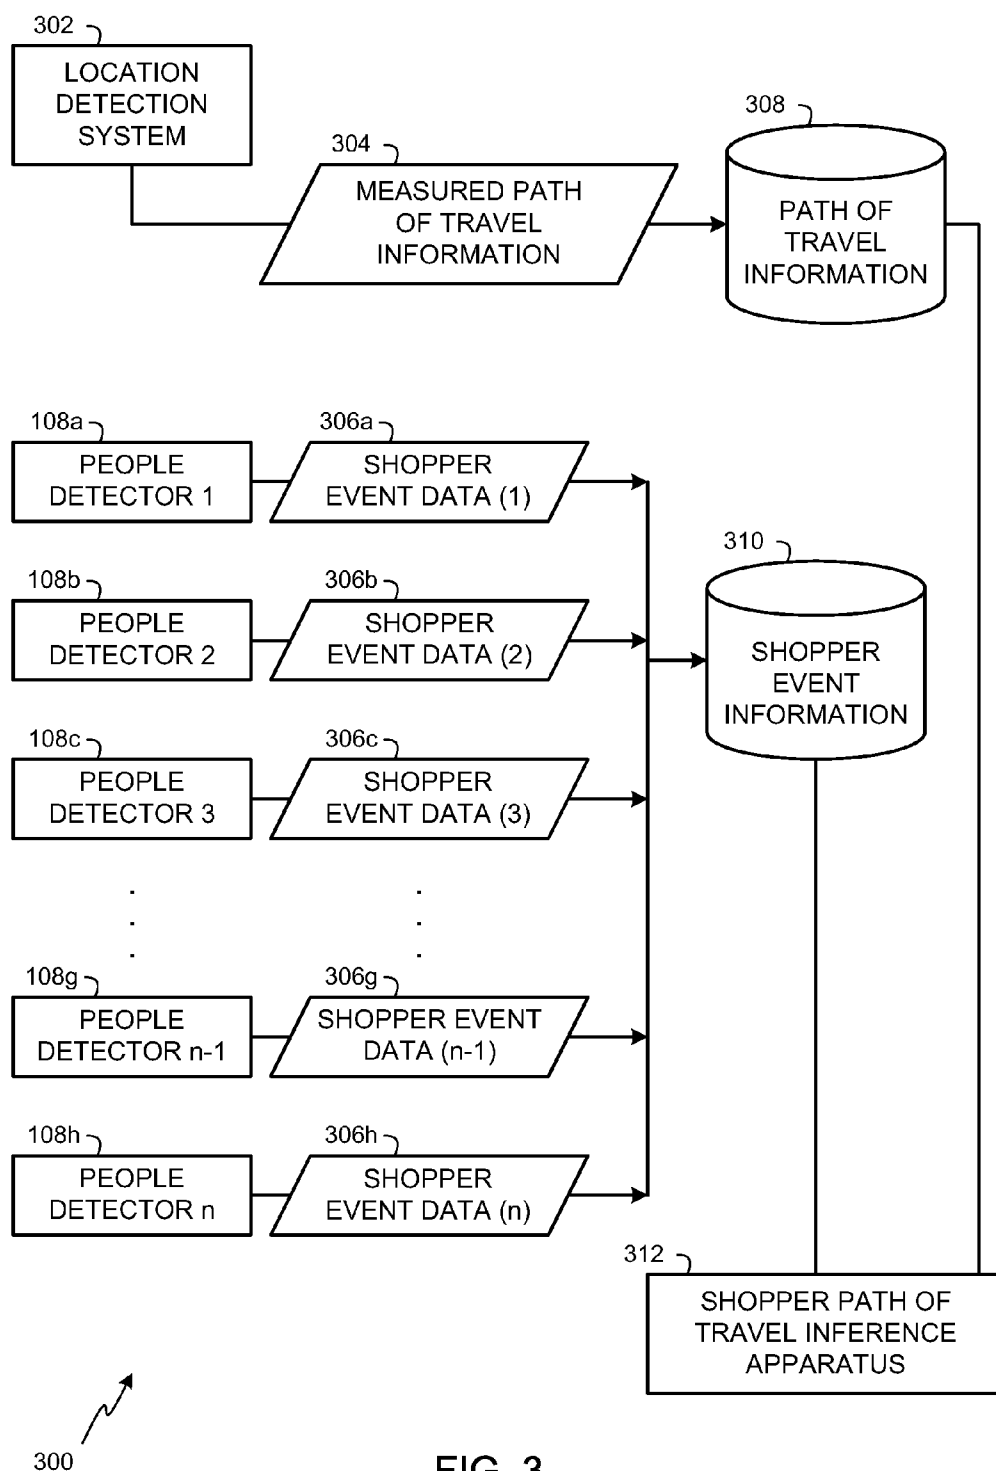 302
LOCATION
DETECTION
SYSTEM
304
MEASURED PATH
OF TRAVEL
INFORMATION
308
PATH OF
TRAVEL
INFORMATION
108a
PEOPLE
DETECTOR 1
306a
SHOPPER
EVENT DATA (1)
108b
PEOPLE
DETECTOR 2
306b
SHOPPER
EVENT DATA (2)
310
SHOPPER
EVENT
INFORMATION
108c
PEOPLE
DETECTOR 3
306c
SHOPPER
EVENT DATA (3)
108g
PEOPLE
DETECTOR n-1
306g
SHOPPER EVENT
DATA (n-1)
108h
PEOPLE
DETECTOR n
306h
SHOPPER
EVENT DATA (n)
312
SHOPPER PATH OF
TRAVEL INFERENCE
APPARATUS
300
FIG. 3